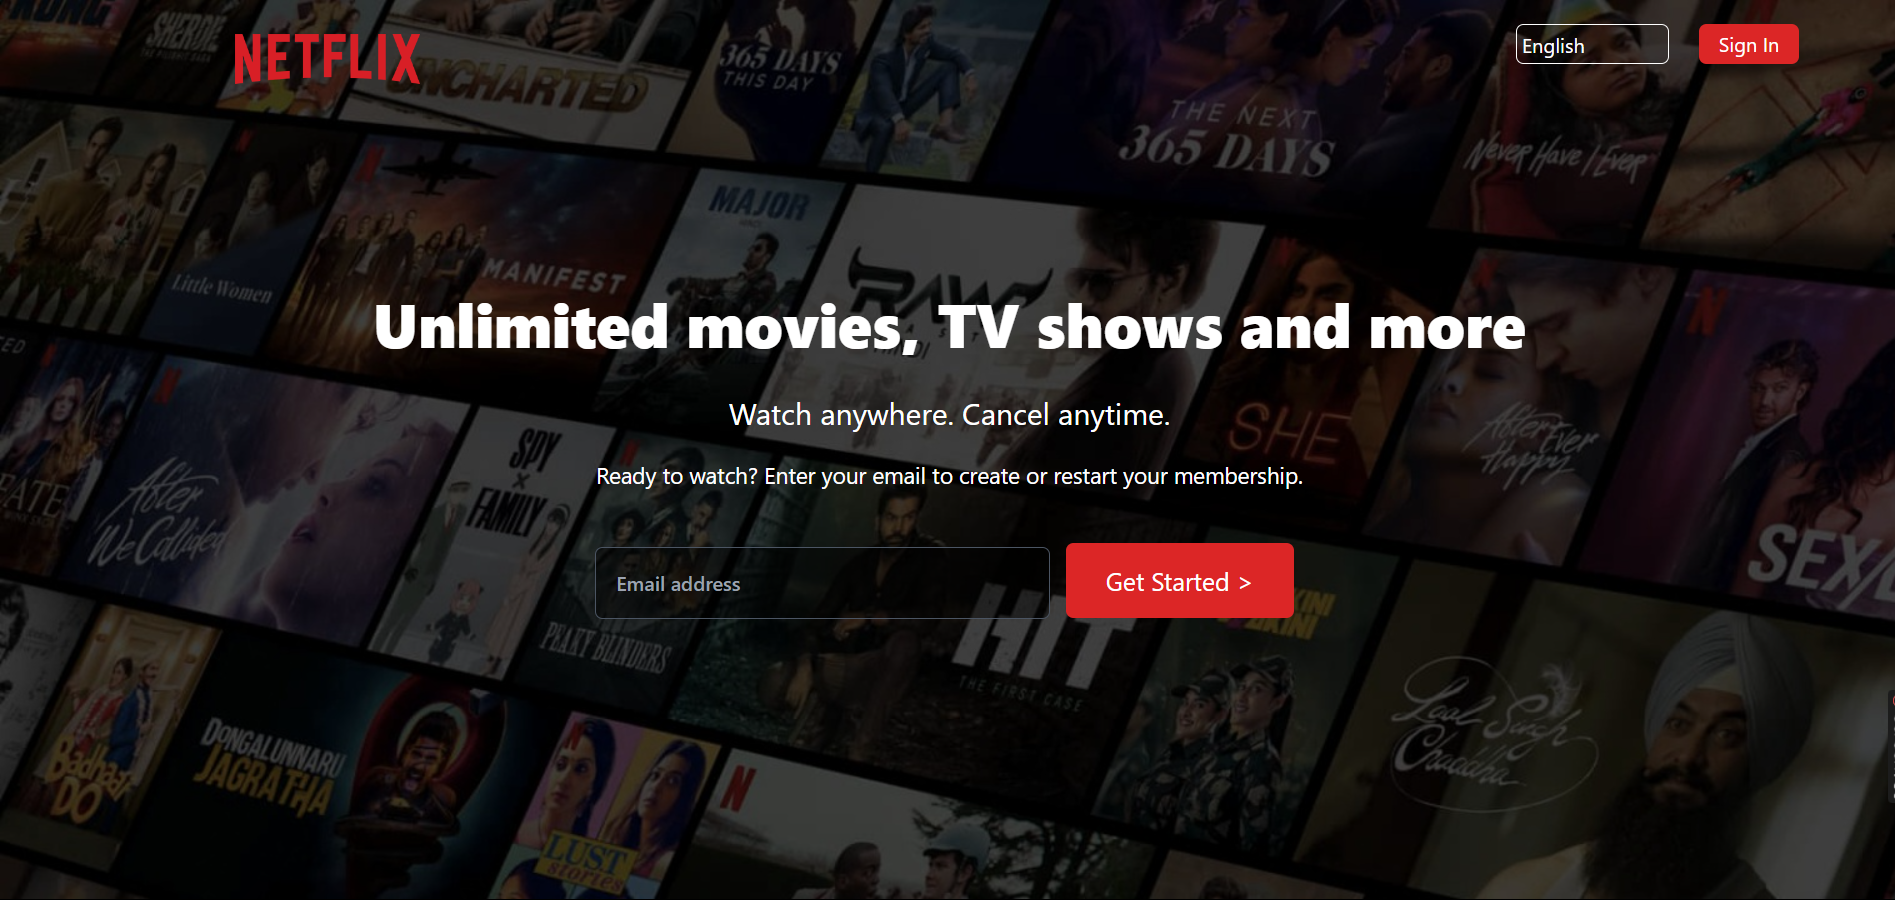 NETFLIX
English
Sign In
SHERDIL
UNCHARTED
365 DAYS
THIS DAY
THE NEXT
365 DAYS
Never Have I Ever
Little Women
MANIFEST
MAJOR
RAW
Unlimited movies, TV shows and more
Watch anywhere. Cancel anytime.
Ready to watch? Enter your email to create or restart your membership.
Email address
Get Started >
SHE
After Ever
Happy
SEX/
After
We Collided
SPY
×
FAMILY
PEAKY BLINDERS
HIT
THE FIRST CASE
Laal Singh
Chaddha
Badhaai
DO
DONGALUNNARU
JAGRATHA
LUST
stories